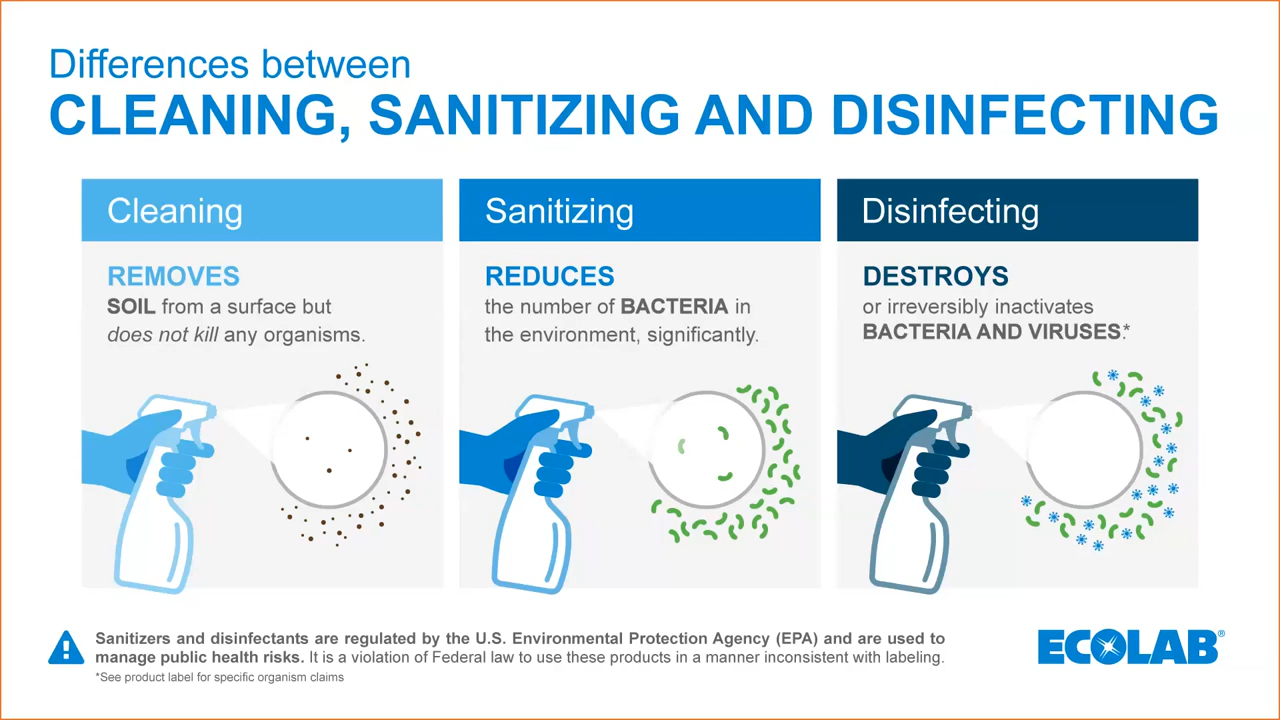 Differences between
CLEANING, SANITIZING AND DISINFECTING
Cleaning
REMOVES
SOIL from a surface but
does not kill any organisms.
Sanitizing
REDUCES
the number of BACTERIA in
the environment, significantly.
Disinfecting
DESTROYS
or irreversibly inactivates
BACTERIA AND VIRUSES.*
Sanitizers and disinfectants are regulated by the U.S. Environmental Protection Agency (EPA) and are used to
manage public health risks. It is a violation of Federal law to use these products in a manner inconsistent with labeling.
*See product label for specific organism claims
ECOLAB®